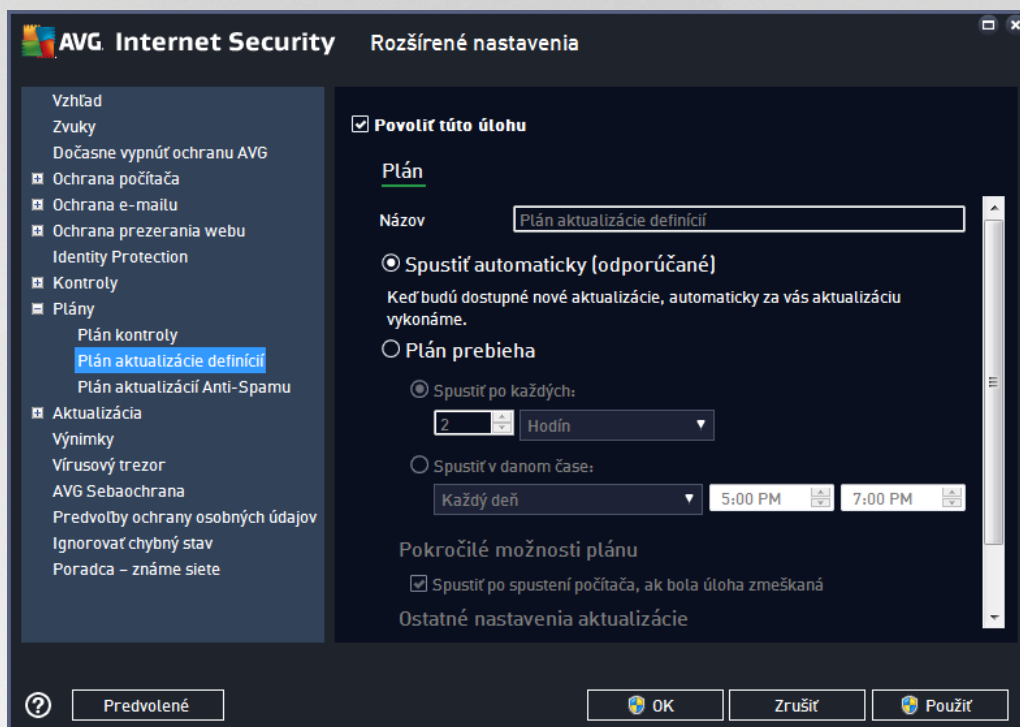 AVG. Internet Security Rozšírené nastavenia
Vzhľad
Zvuky
Dočasne vypnúť ochranu AVG
Ochrana počítača
Ochrana e-mailu
Ochrana prezerania webu
Identity Protection
Kontroly
Plány
Plán kontroly
Plán aktualizácie definícií
Plán aktualizácií Anti-Spamu
Aktualizácia
Výnimky
Vírusový trezor
AVG Sebaochrana
Predvoľby ochrany osobných údajov
Ignorovať chybný stav
Poradca – známe siete
Povoliť túto úlohu
Plán
Názov Plán aktualizácie definícií
Spustiť automaticky (odporúčané)
Keď budú dostupné nové aktualizácie, automaticky za vás aktualizáciu
vykonáme.
Plán prebieha
Spustiť po každých:
2 Hodín
Spustiť v danom čase:
Každý deň 5:00 PM 7:00 PM
Pokročilé možnosti plánu
Spustiť po spustení počítača, ak bola úloha zmeškaná
Ostatné nastavenia aktualizácie
? Predvolené OK Zrušiť Použiť